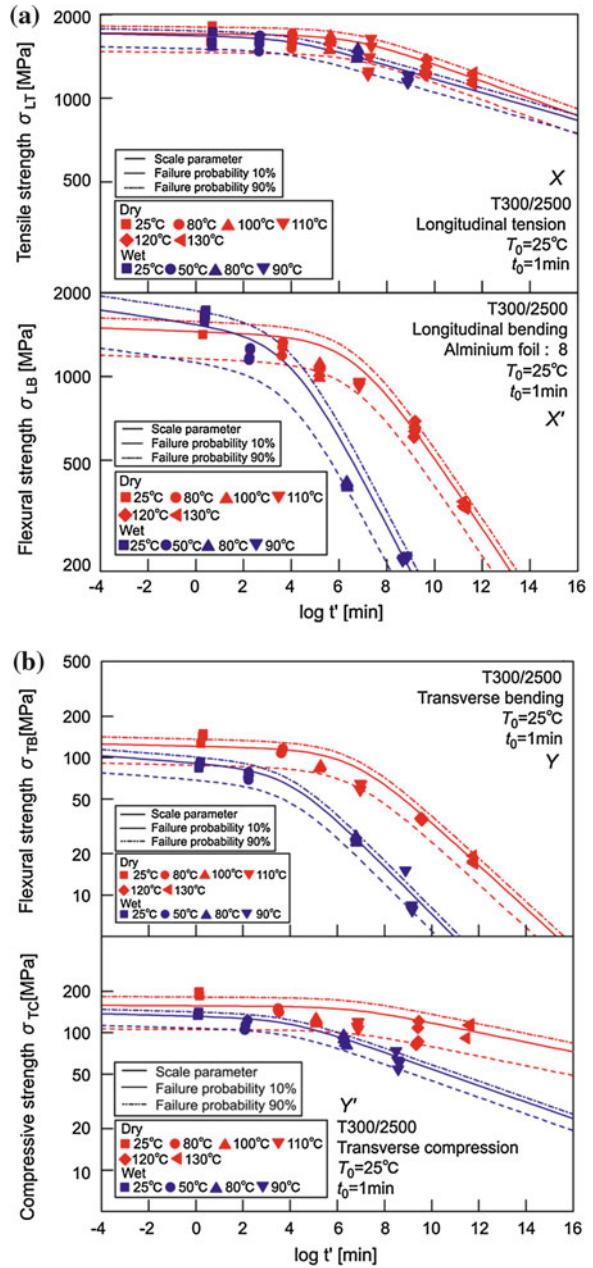 (a)
2000
1000
500
Tensile strength σLT [MPa]
Scale parameter
Failure probability 10%
Failure probability 90%
Dry
25°C 80°C 100°C 110°C
120°C 130°C
Wet
25°C 50°C 80°C 90°C
X
T300/2500
Longitudinal tension
T0=25°C
t0=1min
2000
1000
500
200
Flexural strength σLB [MPa]
T300/2500
Longitudinal bending
Alminium foil : 8
T0=25°C
t0=1min
X'
Scale parameter
Failure probability 10%
Failure probability 90%
Dry
25°C 80°C 100°C 110°C
120°C 130°C
Wet
25°C 50°C 80°C 90°C
-4 -2 0 2 4 6 8 10 12 14 16
log t' [min]
(b)
500
200
100
50
20
10
Flexural strength σTB [MPa]
T300/2500
Transverse bending
T0=25°C
t0=1min
Y
Scale parameter
Failure probability 10%
Failure probability 90%
Dry
25°C 80°C 100°C 110°C
120°C 130°C
Wet
25°C 50°C 80°C 90°C
200
100
50
20
10
Compressive strength σTC[MPa]
Scale parameter
Failure probability 10%
Failure probability 90%
Dry
25°C 80°C 100°C 110°C
120°C 130°C
Wet
25°C 50°C 80°C 90°C
Y'
T300/2500
Transverse compression
T0=25°C
t0=1min
-4 -2 0 2 4 6 8 10 12 14 16
log t' [min]